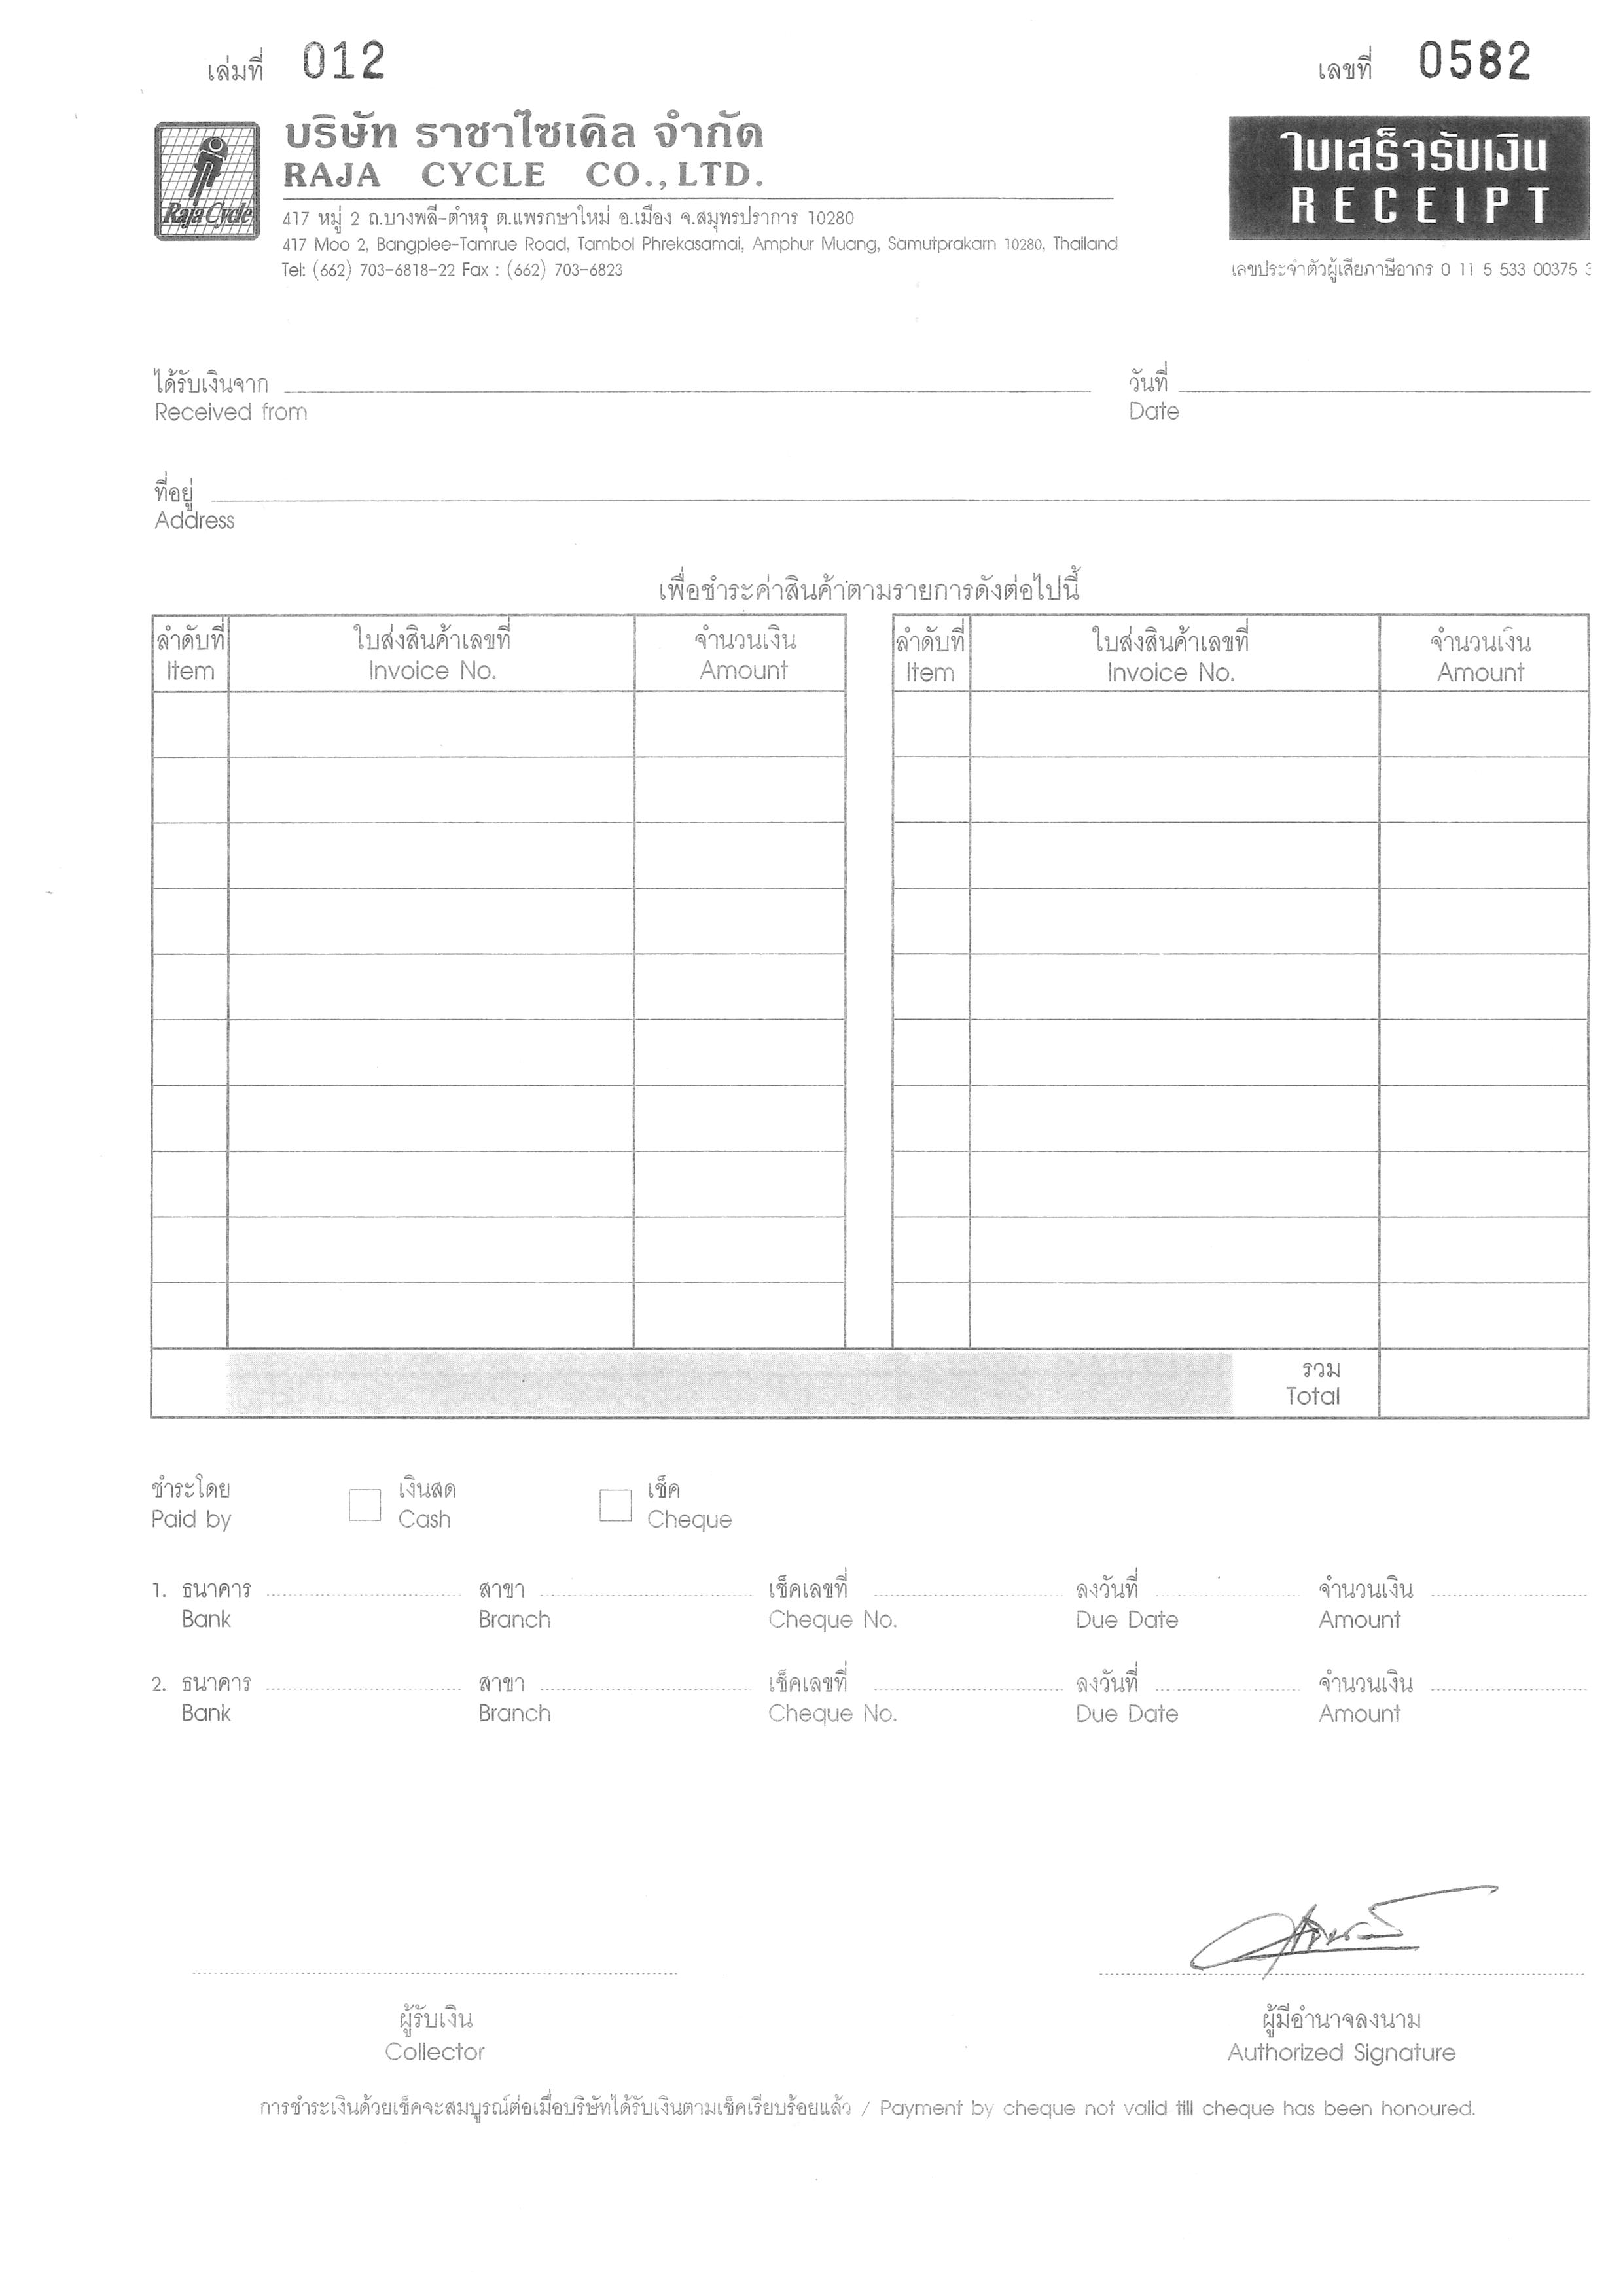 เล่มที่ 012 เลขที่ 0582
บริษัท ราชาไซเคิล จำกัด
RAJA CYCLE CO., LTD.
Raja Cycle
ใบเสร็จรับเงิน
RECEIPT
417 หมู่ 2 ถ.บางพลี-ตำหรุ ต.แพรกษาใหม่ อ.เมือง จ.สมุทรปราการ 10280
417 Moo 2, Bangplee-Tamrue Road, Tambol Phrekasamai, Amphur Muang, Samutprakarn 10280, Thailand
Tel: (662) 703-6818-22 Fax : (662) 703-6823
เลขประจำตัวผู้เสียภาษีอากร 0 11 5 533 00375
ได้รับเงินจาก วันที่
Received from Date
ที่อยู่
Address
เพื่อชำระค่าสินค้าตามรายการดังต่อไปนี้
ลำดับที่ ใบส่งสินค้าเลขที่ จำนวนเงิน ลำดับที่ ใบส่งสินค้าเลขที่ จำนวนเงิน
Item Invoice No. Amount Item Invoice No. Amount
รวม
Total
ชำระโดย เงินสด เช็ค
Paid by Cash Cheque
1. ธนาคาร สาขา เช็คเลขที่ ลงวันที่ จำนวนเงิน
Bank Branch Cheque No. Due Date Amount
2. ธนาคาร สาขา เช็คเลขที่ ลงวันที่ จำนวนเงิน
Bank Branch Cheque No. Due Date Amount
ผู้รับเงิน ผู้มีอำนาจลงนาม
Collector Authorized Signature
การชำระเงินด้วยเช็คจะสมบูรณ์ต่อเมื่อบริษัทได้รับเงินตามเช็คเรียบร้อยแล้ว / Payment by cheque not valid till cheque has been honoured.